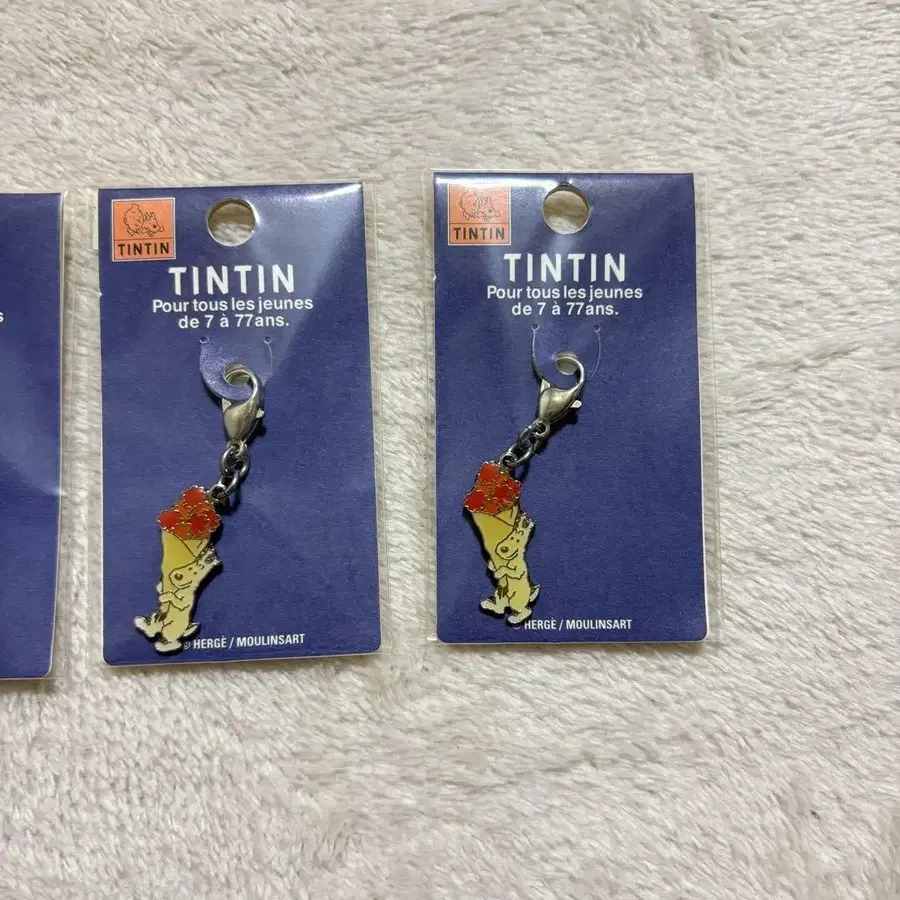 s
TINTIN
TINTIN
Pour tous les jeunes
de 7 à 77ans.
© HERGÉ / MOULINSART
TINTIN
TINTIN
Pour tous les jeunes
de 7 à 77ans.
© HERGÉ / MOULINSART